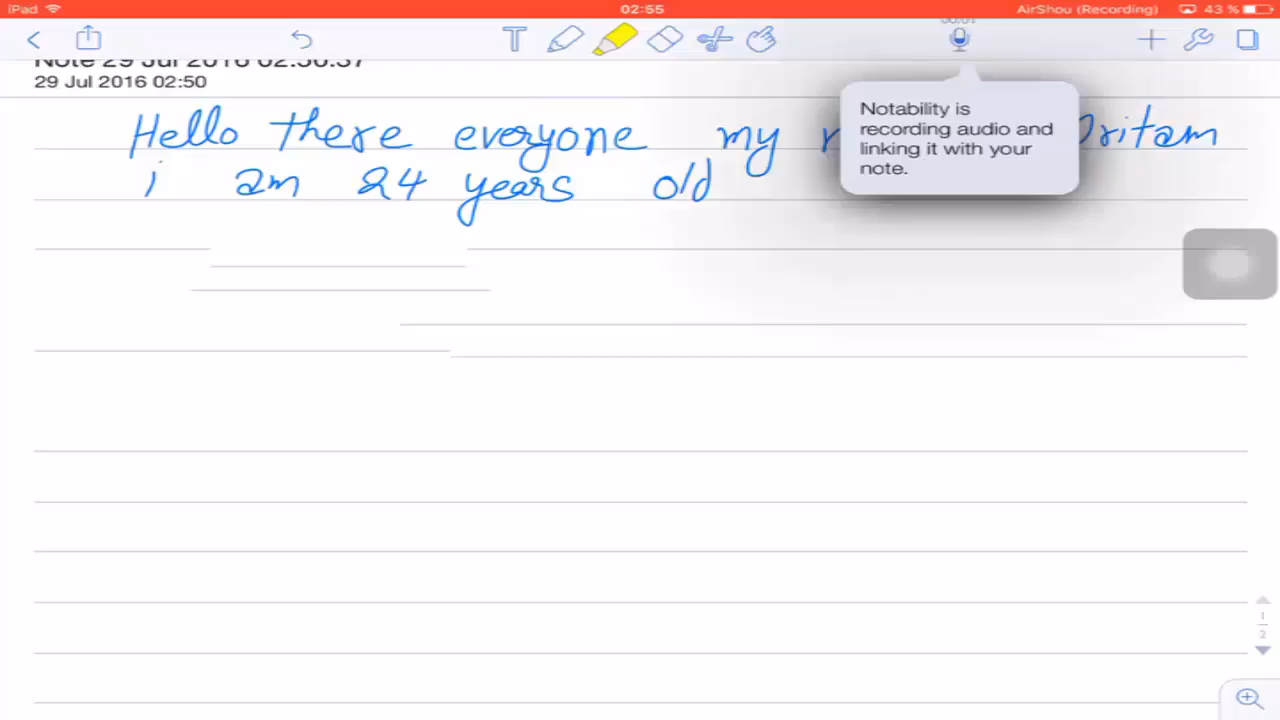 iPad 02:55 AirShou (Recording) 43 %
T
Note 29 Jul 2016 02:50:37
29 Jul 2016 02:50
Notability is
recording audio and
linking it with your
note.
Hello there everyone my Pritam
i am 24 years old
1
2